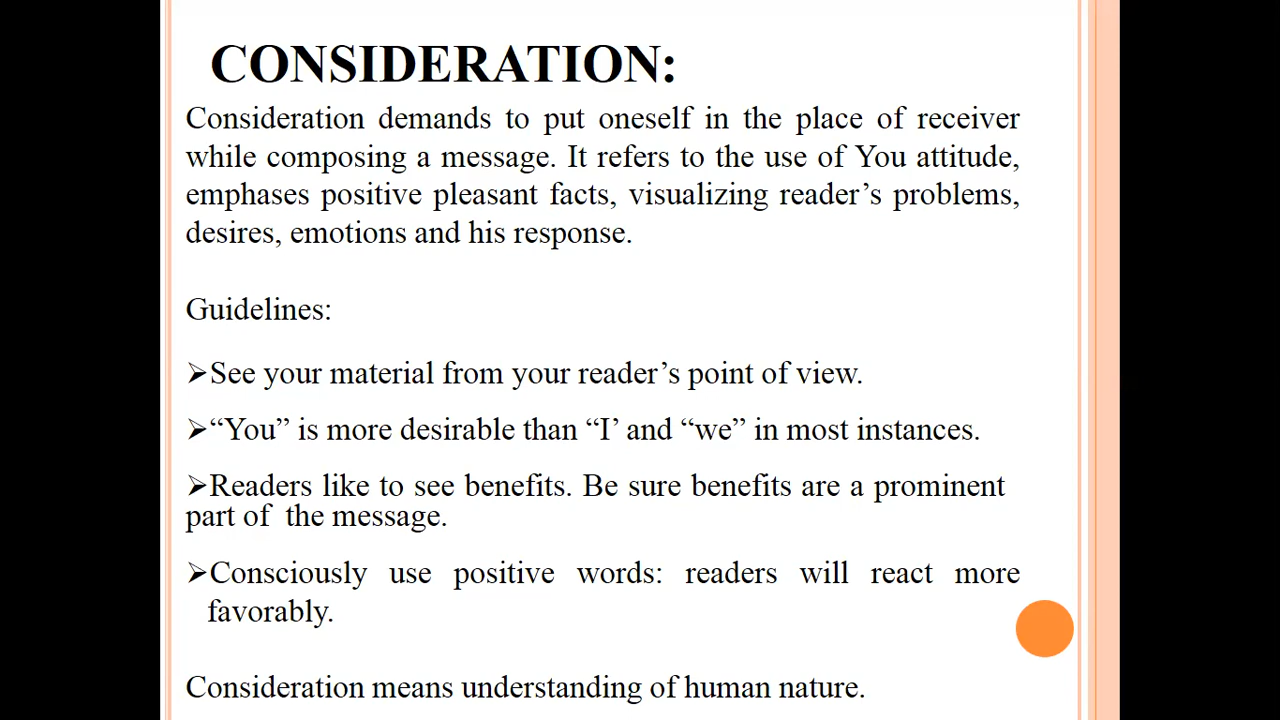 CONSIDERATION:
Consideration demands to put oneself in the place of receiver
while composing a message. It refers to the use of You attitude,
emphases positive pleasant facts, visualizing reader’s problems,
desires, emotions and his response.
Guidelines:
➢See your material from your reader’s point of view.
➢“You” is more desirable than “I’ and “we” in most instances.
➢Readers like to see benefits. Be sure benefits are a prominent
part of the message.
➢Consciously use positive words: readers will react more
favorably.
Consideration means understanding of human nature.